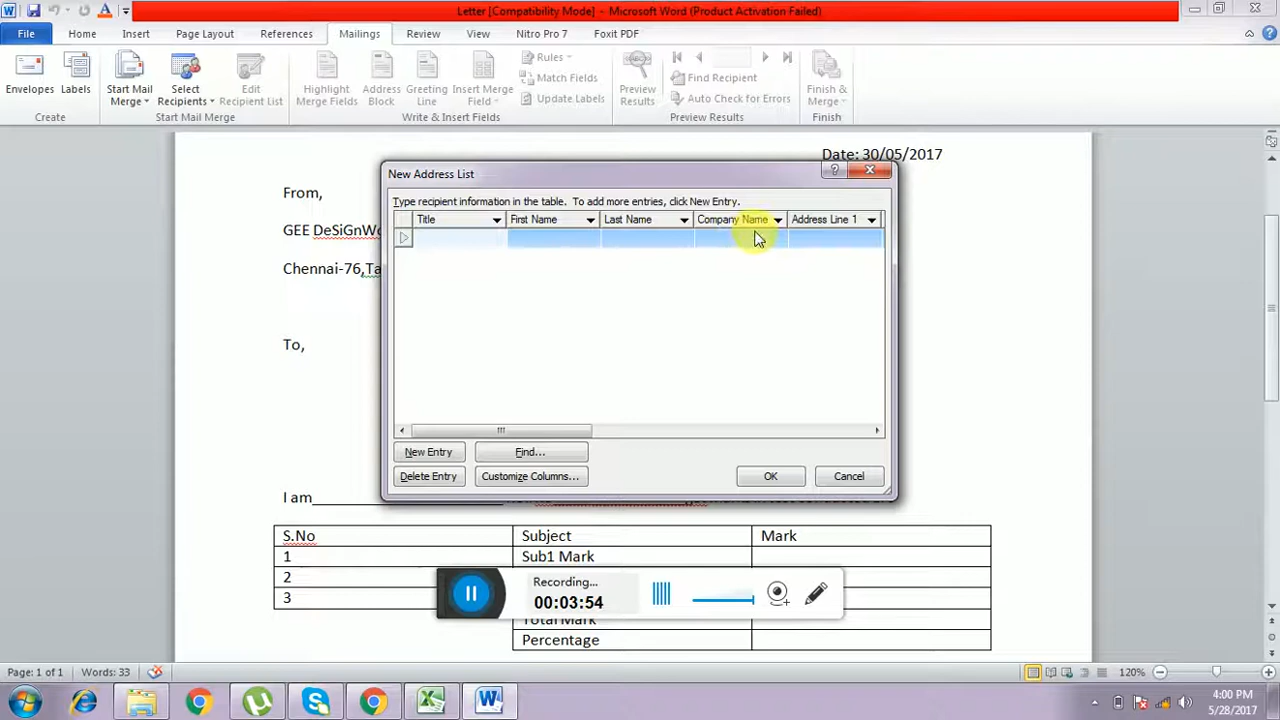 Letter [Compatibility Mode] - Microsoft Word (Product Activation Failed)
File Home Insert Page Layout References Mailings Review View Nitro Pro 7 Foxit PDF
Envelopes Labels Start Mail Merge Select Recipients Edit Recipient List Highlight Merge Fields Address Block Greeting Line Insert Merge Field Rules Match Fields Update Labels Preview Results Find Recipient Auto Check for Errors Finish & Merge
Create Start Mail Merge Write & Insert Fields Preview Results Finish
Date: 30/05/2017
From,
GEE DeSiGnWo
Chennai-76,Ta
To,
New Address List
Type recipient information in the table. To add more entries, click New Entry.
Title First Name Last Name Company Name Address Line 1
New Entry Find...
Delete Entry Customize Columns... OK Cancel
I am
S.No Subject Mark
1 Sub1 Mark
2
3
Total Mark
Percentage
Recording...
00:03:54
Page: 1 of 1 Words: 33 120%
4:00 PM
5/28/2017